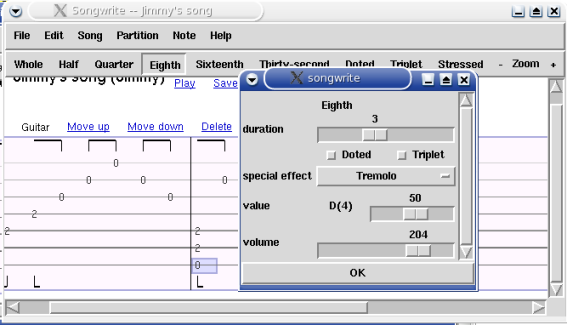 Songwrite -- Jimmy's song
File Edit Song Partition Note Help
Whole Half Quarter Eighth Sixteenth Thirty-second Doted Triplet Stressed - Zoom +
Jimmy's song (Jimmy) Play Save
Guitar Move up Move down Delete
0
0 0 0
0 0
2
2 2
2
0
songwrite
Eighth
duration 3
Doted Triplet
special effect Tremolo
value D(4) 50
volume 204
OK